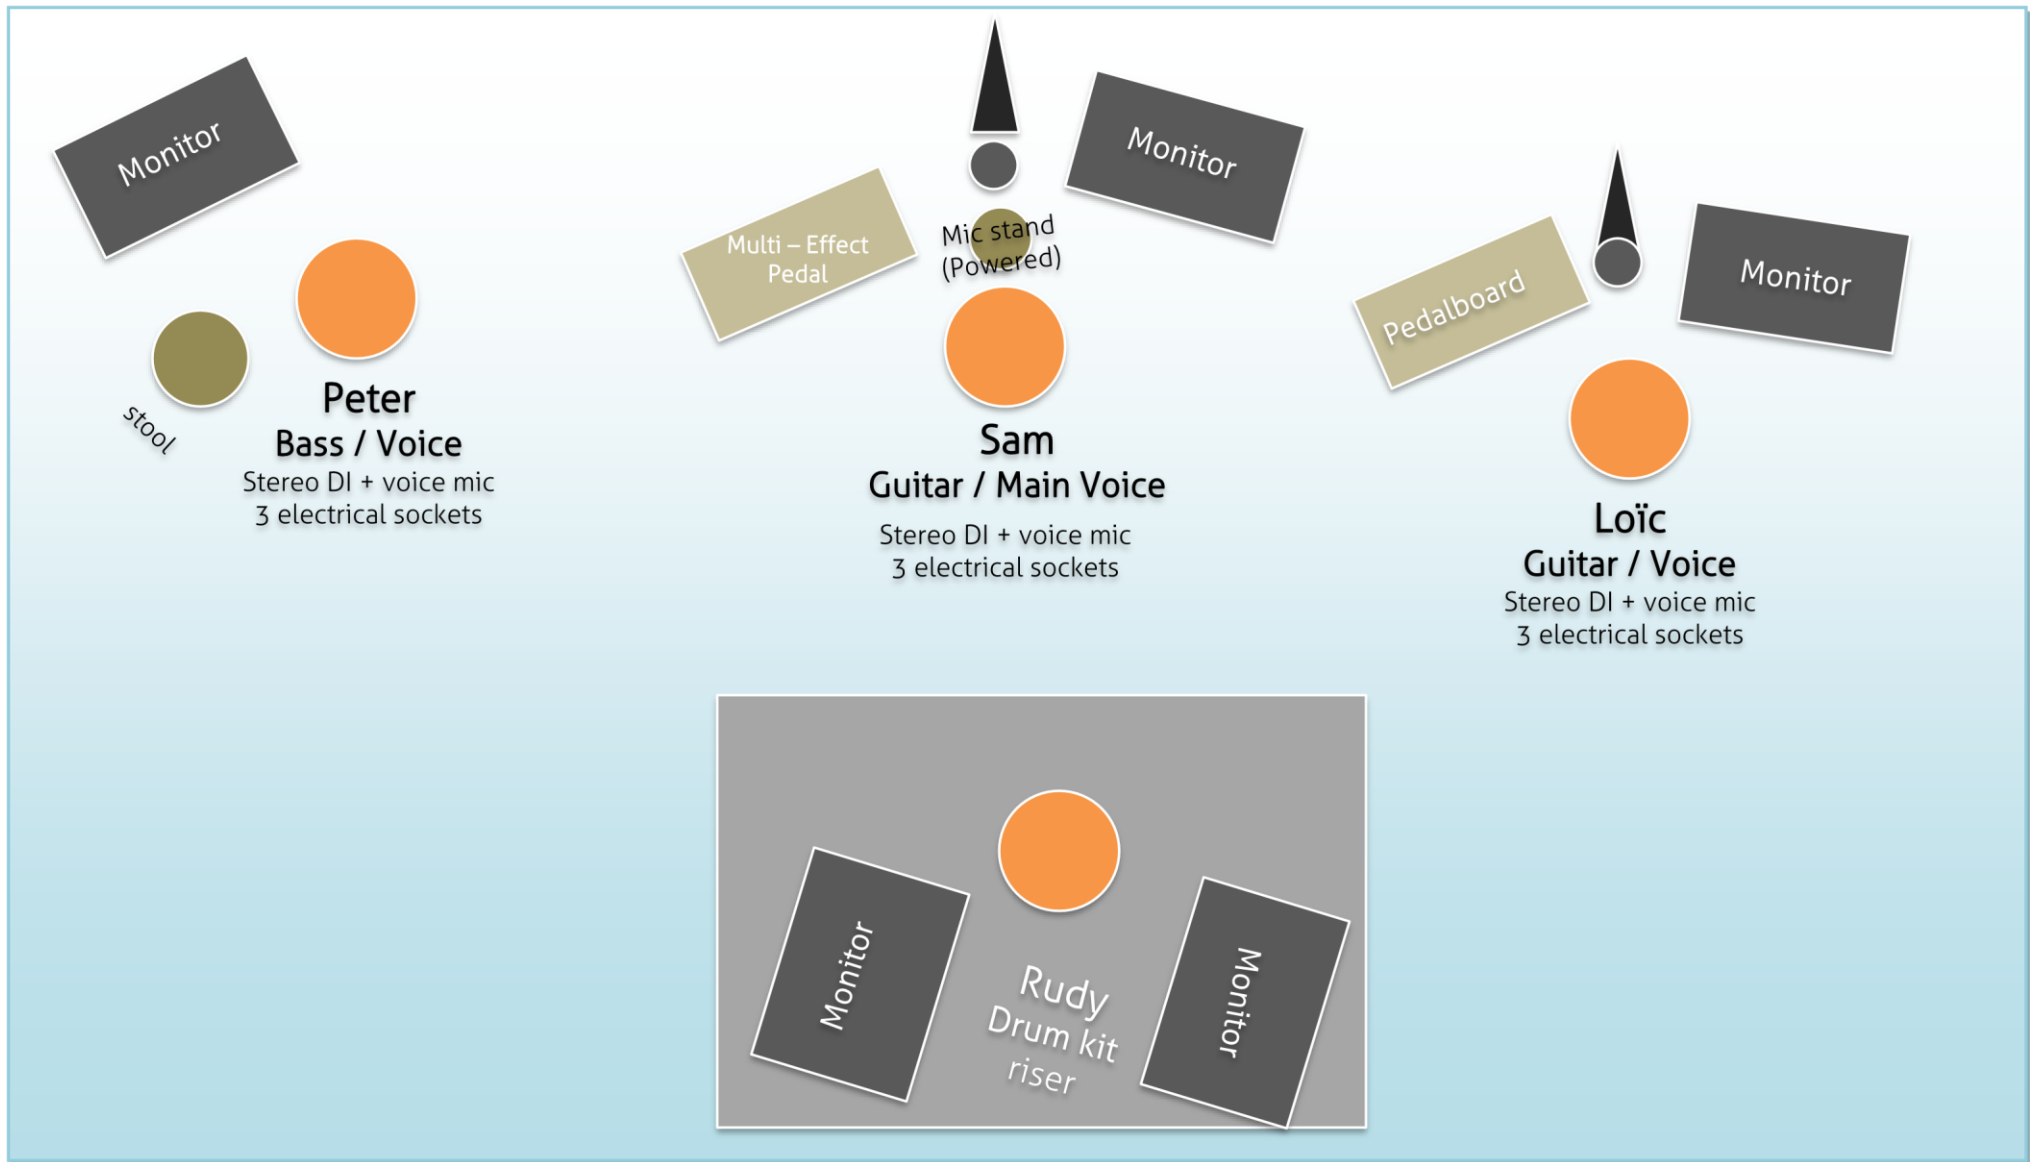 Monitor
stool
Peter
Bass / Voice
Stereo DI + voice mic
3 electrical sockets
Multi – Effect
Pedal
Mic stand
(Powered)
Monitor
Sam
Guitar / Main Voice
Stereo DI + voice mic
3 electrical sockets
Pedalboard
Monitor
Loïc
Guitar / Voice
Stereo DI + voice mic
3 electrical sockets
Monitor
Rudy
Drum kit
riser
Monitor